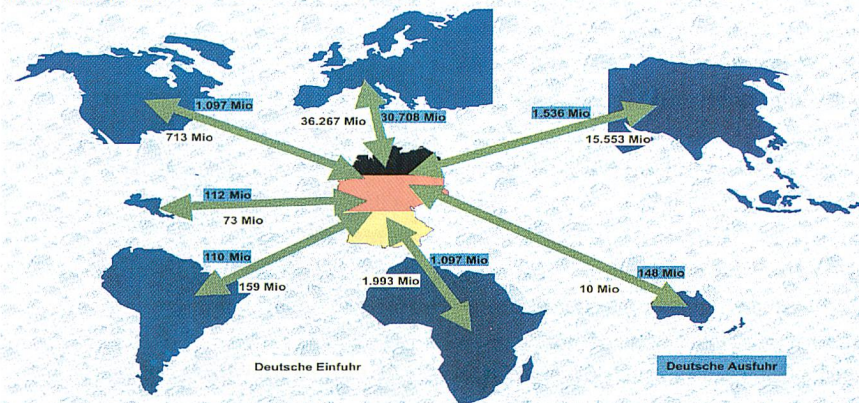 1.097 Mio
713 Mio
36.267 Mio
30.708 Mio
1.536 Mio
15.553 Mio
112 Mio
73 Mio
110 Mio
159 Mio
1.993 Mio
1.097 Mio
148 Mio
10 Mio
Deutsche Einfuhr
Deutsche Ausfuhr